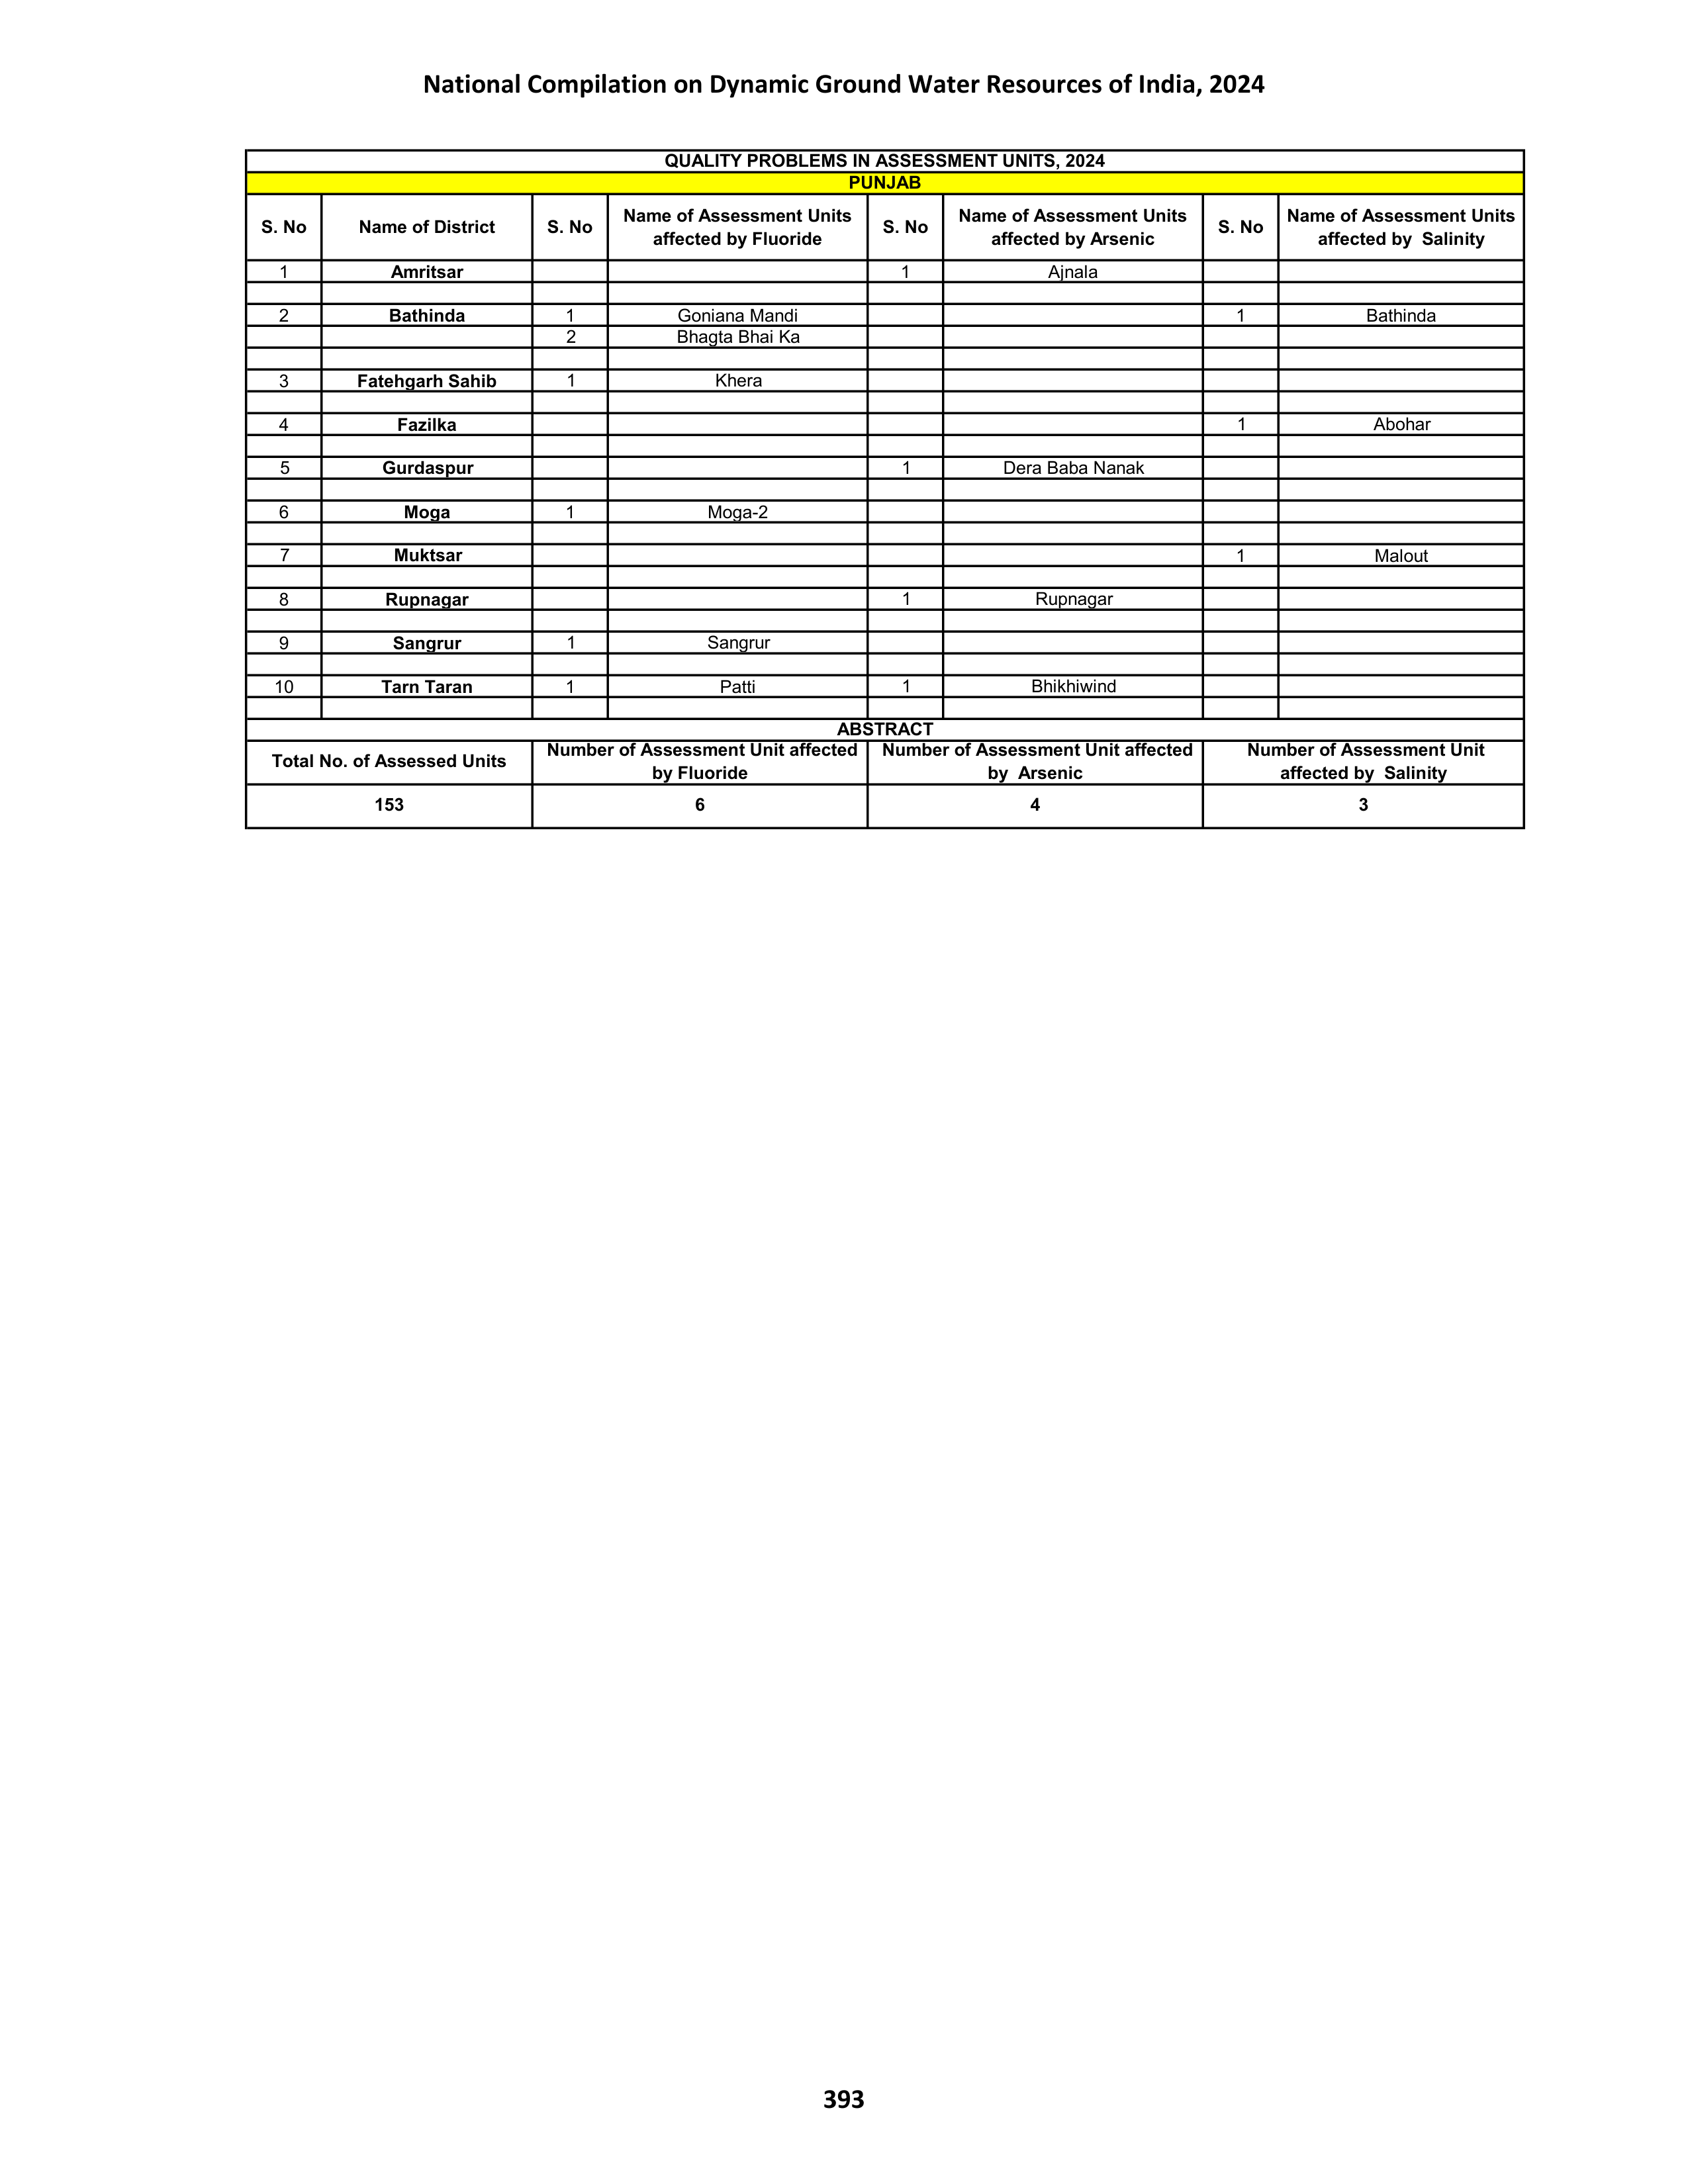 National Compilation on Dynamic Ground Water Resources of India, 2024
QUALITY PROBLEMS IN ASSESSMENT UNITS, 2024
PUNJAB
S. No Name of District S. No Name of Assessment Units affected by Fluoride S. No Name of Assessment Units affected by Arsenic S. No Name of Assessment Units affected by Salinity
1 Amritsar 1 Ajnala
2 Bathinda 1 Goniana Mandi 1 Bathinda
2 Bhagta Bhai Ka
3 Fatehgarh Sahib 1 Khera
4 Fazilka 1 Abohar
5 Gurdaspur 1 Dera Baba Nanak
6 Moga 1 Moga-2
7 Muktsar 1 Malout
8 Rupnagar 1 Rupnagar
9 Sangrur 1 Sangrur
10 Tarn Taran 1 Patti 1 Bhikhiwind
ABSTRACT
Total No. of Assessed Units Number of Assessment Unit affected by Fluoride Number of Assessment Unit affected by Arsenic Number of Assessment Unit affected by Salinity
153 6 4 3
393